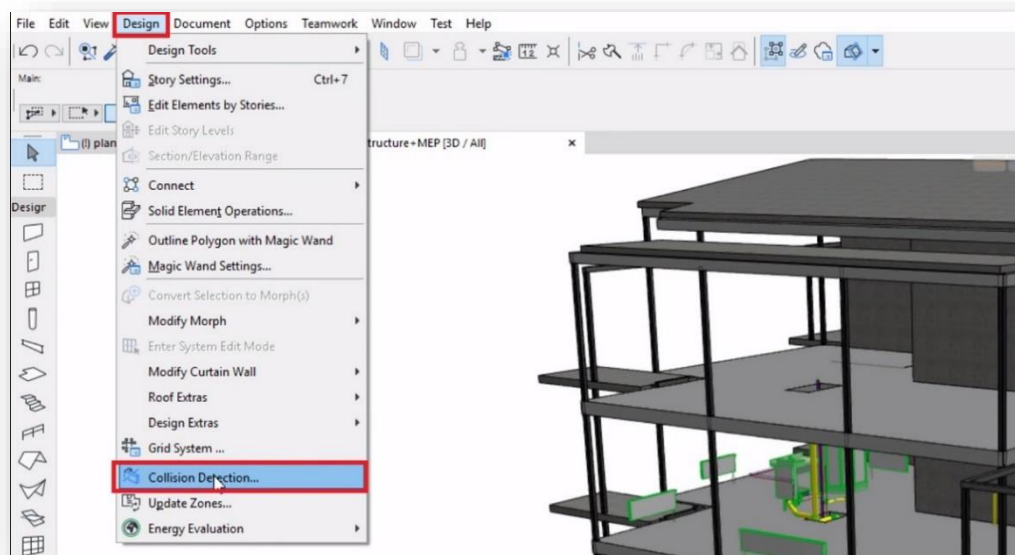 File Edit View Design Document Options Teamwork Window Test Help
Design Tools
Main:
Story Settings... Ctrl+7
Edit Elements by Stories...
Edit Story Levels
(!) plan
tructure+MEP [3D / All]
Section/Elevation Range
Connect
Desigr
Solid Element Operations...
Outline Polygon with Magic Wand
Magic Wand Settings...
Convert Selection to Morph(s)
Modify Morph
Enter System Edit Mode
Modify Curtain Wall
Roof Extras
Design Extras
Grid System ...
Collision Detection...
Update Zones...
Energy Evaluation